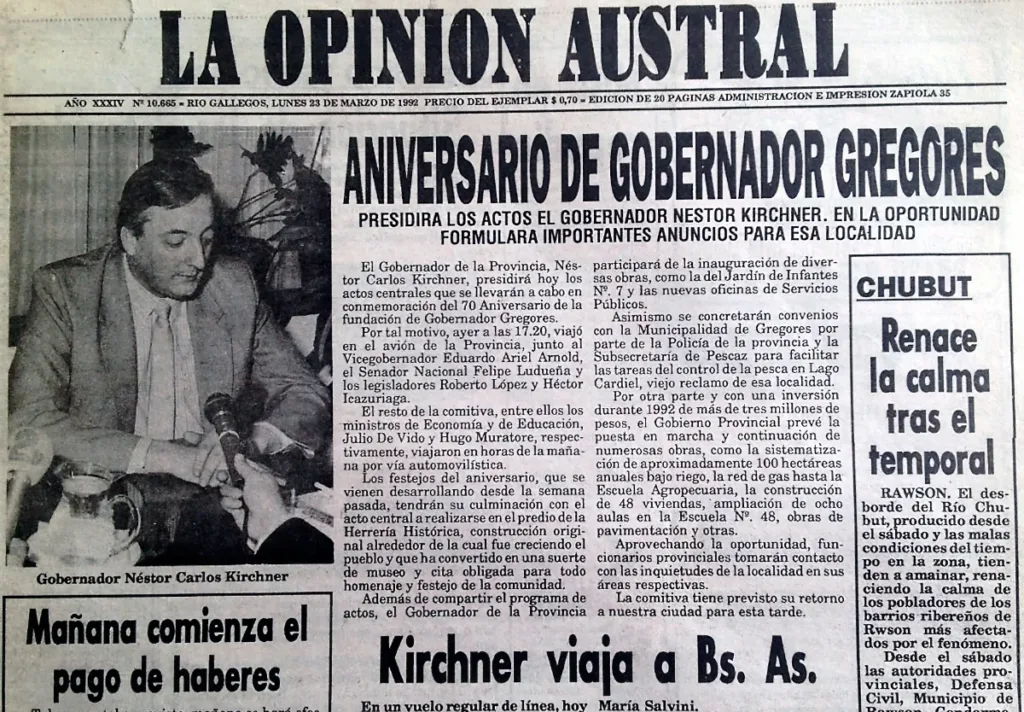 LA OPINION AUSTRAL
AÑO XXXIV Nº 10.665 = RIO GALLEGOS, LUNES 23 DE MARZO DE 1992 PRECIO DEL EJEMPLAR $ 0,70 = EDICION DE 20 PAGINAS ADMINISTRACION E IMPRESION ZAPIOLA 35
ANIVERSARIO DE GOBERNADOR GREGORES
PRESIDIRA LOS ACTOS EL GOBERNADOR NESTOR KIRCHNER. EN LA OPORTUNIDAD
FORMULARA IMPORTANTES ANUNCIOS PARA ESA LOCALIDAD
El Gobernador de la Provincia, Nés-
tor Carlos Kirchner, presidirá hoy los
actos centrales que se llevarán a cabo en
conmemoración del 70 Aniversario de la
fundación de Gobernador Gregores.
Por tal motivo, ayer a las 17.20, viajó
en el avión de la Provincia, junto al
Vicegobernador Eduardo Ariel Arnold,
el Senador Nacional Felipe Ludueña y
los legisladores Roberto López y Héctor
Icazuriaga.
El resto de la comitiva, entre ellos los
ministros de Economía y de Educación,
Julio De Vido y Hugo Muratore, respec-
tivamente, viajaron en horas de la maña-
na por vía automovilística.
Los festejos del aniversario, que se
vienen desarrollando desde la semana
pasada, tendrán su culminación con el
acto central a realizarse en el predio de la
Herrería Histórica, construcción origi-
nal alrededor de la cual fue creciendo el
pueblo y que ha convertido en una suerte
de museo y cita obligada para todo
homenaje y festejo de la comunidad.
Además de compartir el programa de
actos, el Gobernador de la Provincia
participará de la inauguración de diver-
sas obras, como la del Jardín de Infantes
Nº. 7 y las nuevas oficinas de Servicios
Públicos.
Asimismo se concretarán convenios
con la Municipalidad de Gregores por
parte de la Policía de la provincia y la
Subsecretaría de Pescaz para facilitar
las tareas del control de la pesca en Lago
Cardiel, viejo reclamo de esa localidad.
Por otra parte y con una inversión
durante 1992 de más de tres millones de
pesos, el Gobierno Provincial prevé la
puesta en marcha y continuación de
numerosas obras, como la sistematiza-
ción de aproximadamente 100 hectáreas
anuales bajo riego, la red de gas hasta la
Escuela Agropecuaria, la construcción
de 48 viviendas, ampliación de ocho
aulas en la Escuela Nº. 48, obras de
pavimentación y otras.
Aprovechando la oportunidad, fun-
cionarios provinciales tomarán contacto
con las inquietudes de la localidad en sus
áreas respectivas.
La comitiva tiene previsto su retorno
a nuestra ciudad para esta tarde.
CHUBUT
Renace
la calma
tras el
temporal
RAWSON. El des-
borde del Río Chu-
but, producido desde
el sábado y las malas
condiciones del tiem-
po en la zona, tien-
den a amainar, rena-
ciendo la calma de
los pobladores de los
barrios ribereños de
Rwson más afecta-
dos por el fenómeno.
Desde el sábado
las autoridades pro-
vinciales, Defensa
Civil, Municipio de
Gobernador Néstor Carlos Kirchner
Mañana comienza el
pago de haberes
Kirchner viaja a Bs. As.
En un vuelo regular de línea, hoy
María Salvini.